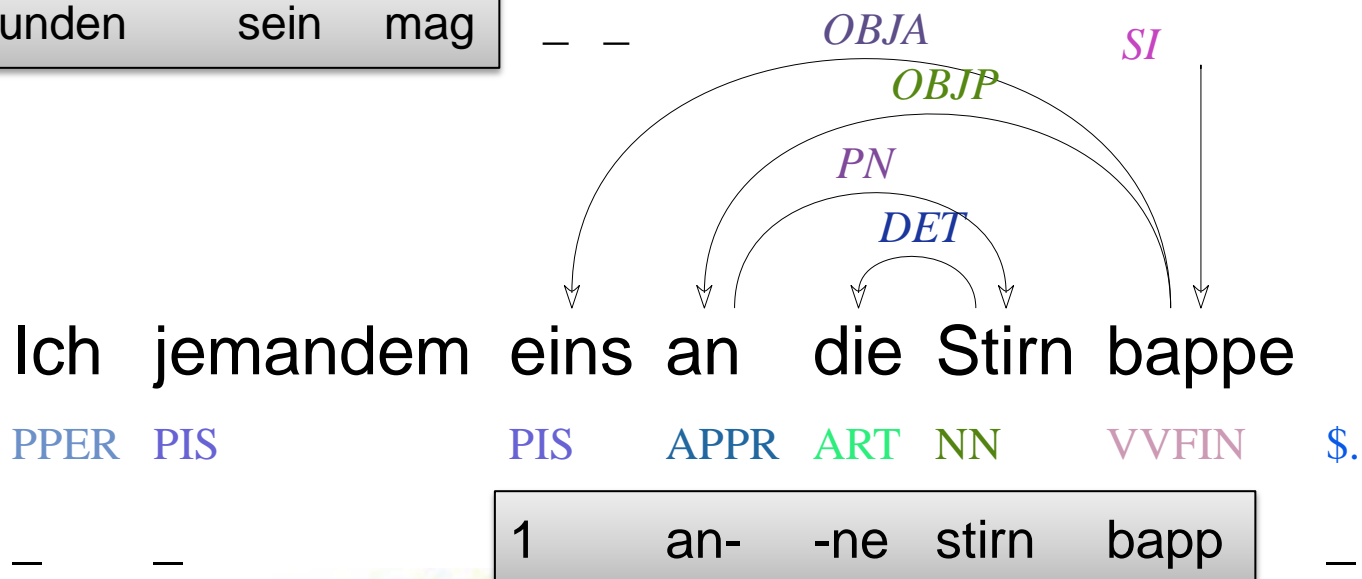 unden sein mag _ _
OBJA SI
OBJP
PN
DET
Ich jemandem eins an die Stirn bappe
PPER PIS PIS APPR ART NN VVFIN $.
_ _ 1 an- -ne stirn bapp _